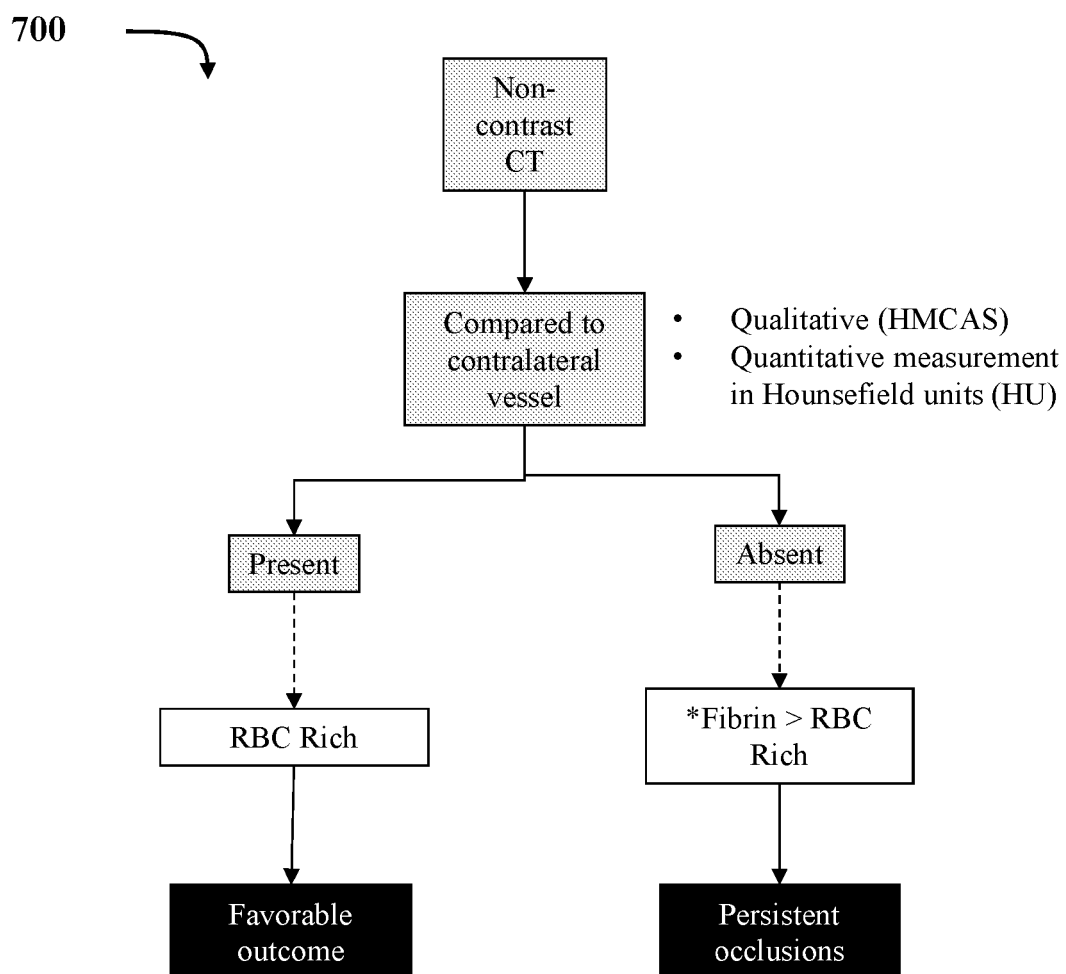 700
Non-
contrast
CT
Compared to
contralateral
vessel
• Qualitative (HMCAS)
• Quantitative measurement
in Hounsefield units (HU)
Present
Absent
RBC Rich
*Fibrin > RBC
Rich
Favorable
outcome
Persistent
occlusions